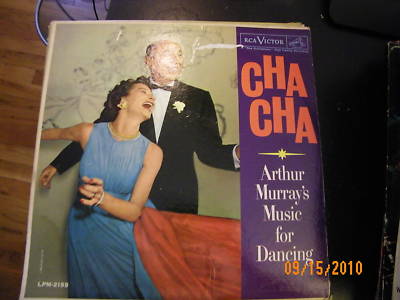 RCA VICTOR
CHA
CHA
Arthur
Murray's
Music
for
Dancing
LPM-2159
09/15/2010